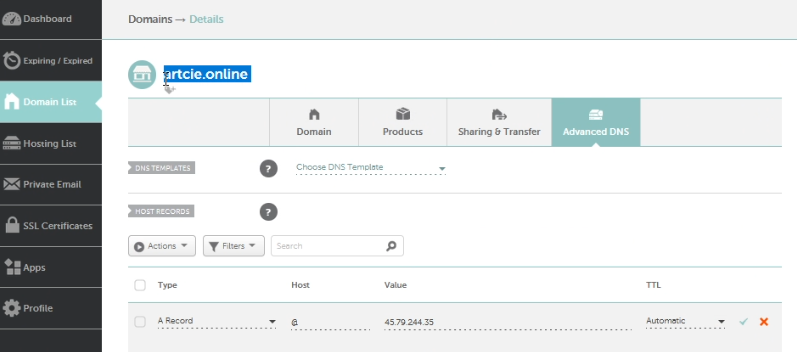 Dashboard
Domains → Details
Expiring / Expired
artcie.online
Domain List
Domain
Products
Sharing & Transfer
Advanced DNS
Hosting List
DNS TEMPLATES
?
Choose DNS Template
Private Email
HOST RECORDS
?
SSL Certificates
Actions
Filters
Search
Apps
Type
Host
Value
TTL
Profile
A Record
@
45.79.244.35
Automatic